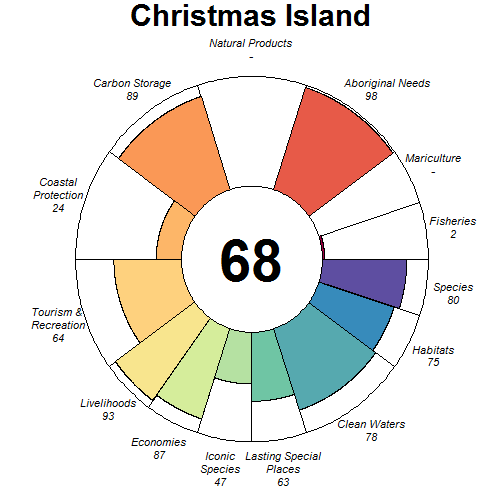 Christmas Island
Natural Products
-
Carbon Storage
89
Aboriginal Needs
98
Mariculture
-
Coastal
Protection
24
Fisheries
2
68
Species
80
Tourism &
Recreation
64
Habitats
75
Livelihoods
93
Clean Waters
78
Economies
87
Iconic
Species
47
Lasting Special
Places
63